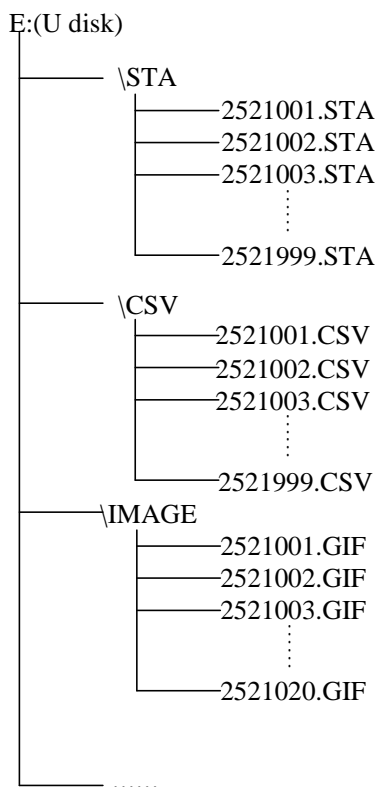 E:(U disk)
\STA
2521001.STA
2521002.STA
2521003.STA
2521999.STA
\CSV
2521001.CSV
2521002.CSV
2521003.CSV
2521999.CSV
\IMAGE
2521001.GIF
2521002.GIF
2521003.GIF
2521020.GIF
……